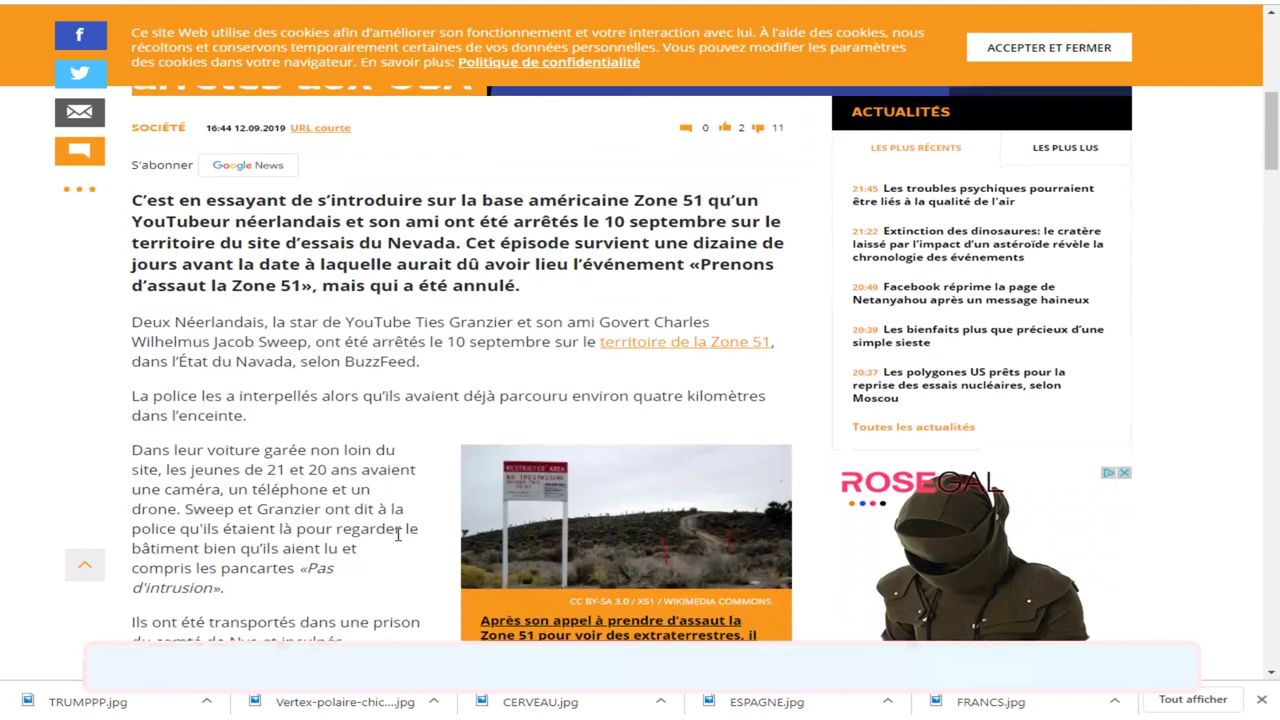 Ce site Web utilise des cookies afin d'améliorer son fonctionnement et votre interaction avec lui. À l'aide des cookies, nous
récoltons et conservons temporairement certaines de vos données personnelles. Vous pouvez modifier les paramètres
des cookies dans votre navigateur. En savoir plus: Politique de confidentialité
ACCEPTER ET FERMER
SOCIÉTÉ 16:44 12.09.2019 URL courte
0 2 11
S'abonner Google News
C’est en essayant de s’introduire sur la base américaine Zone 51 qu’un
YouTubeur néerlandais et son ami ont été arrêtés le 10 septembre sur le
territoire du site d’essais du Nevada. Cet épisode survient une dizaine de
jours avant la date à laquelle aurait dû avoir lieu l’événement «Prenons
d’assaut la Zone 51», mais qui a été annulé.
Deux Néerlandais, la star de YouTube Ties Granzier et son ami Govert Charles
Wilhelmus Jacob Sweep, ont été arrêtés le 10 septembre sur le territoire de la Zone 51,
dans l’État du Navada, selon BuzzFeed.
La police les a interpellés alors qu’ils avaient déjà parcouru environ quatre kilomètres
dans l’enceinte.
Dans leur voiture garée non loin du
site, les jeunes de 21 et 20 ans avaient
une caméra, un téléphone et un
drone. Sweep et Granzier ont dit à la
police qu'ils étaient là pour regarder le
bâtiment bien qu’ils aient lu et
compris les pancartes «Pas
d'intrusion».
Ils ont été transportés dans une prison
RESTRICTED AREA
NO TRESPASSING
CC BY-SA 3.0 / X51 / WIKIMEDIA COMMONS
Après son appel à prendre d’assaut la
Zone 51 pour voir des extraterrestres, il
ACTUALITÉS
LES PLUS RÉCENTS LES PLUS LUS
21:45 Les troubles psychiques pourraient
être liés à la qualité de l'air
21:22 Extinction des dinosaures: le cratère
laissé par l’impact d’un astéroïde révèle la
chronologie des événements
20:49 Facebook réprime la page de
Netanyahou après un message haineux
20:39 Les bienfaits plus que précieux d’une
simple sieste
20:37 Les polygones US prêts pour la
reprise des essais nucléaires, selon
Moscou
Toutes les actualités
ROSEGAL
TRUMPPP.jpg
Vertex-polaire-chic....jpg
CERVEAU.jpg
ESPAGNE.jpg
FRANCS.jpg
Tout afficher